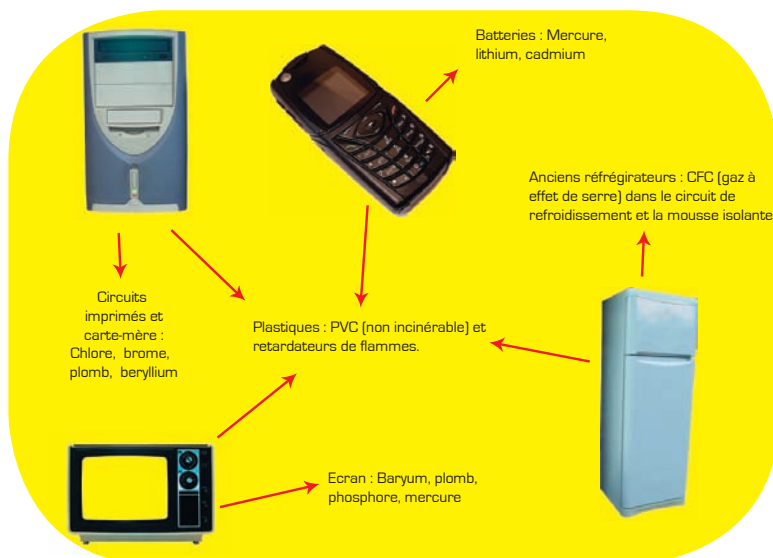 Batteries : Mercure,
lithium, cadmium
Anciens réfrégirateurs : CFC (gaz à
effet de serre) dans le circuit de
refroidissement et la mousse isolante
Circuits
imprimés et
carte-mère :
Chlore, brome,
plomb, beryllium
Plastiques : PVC (non incinérable) et
retardateurs de flammes.
Ecran : Baryum, plomb,
phosphore, mercure